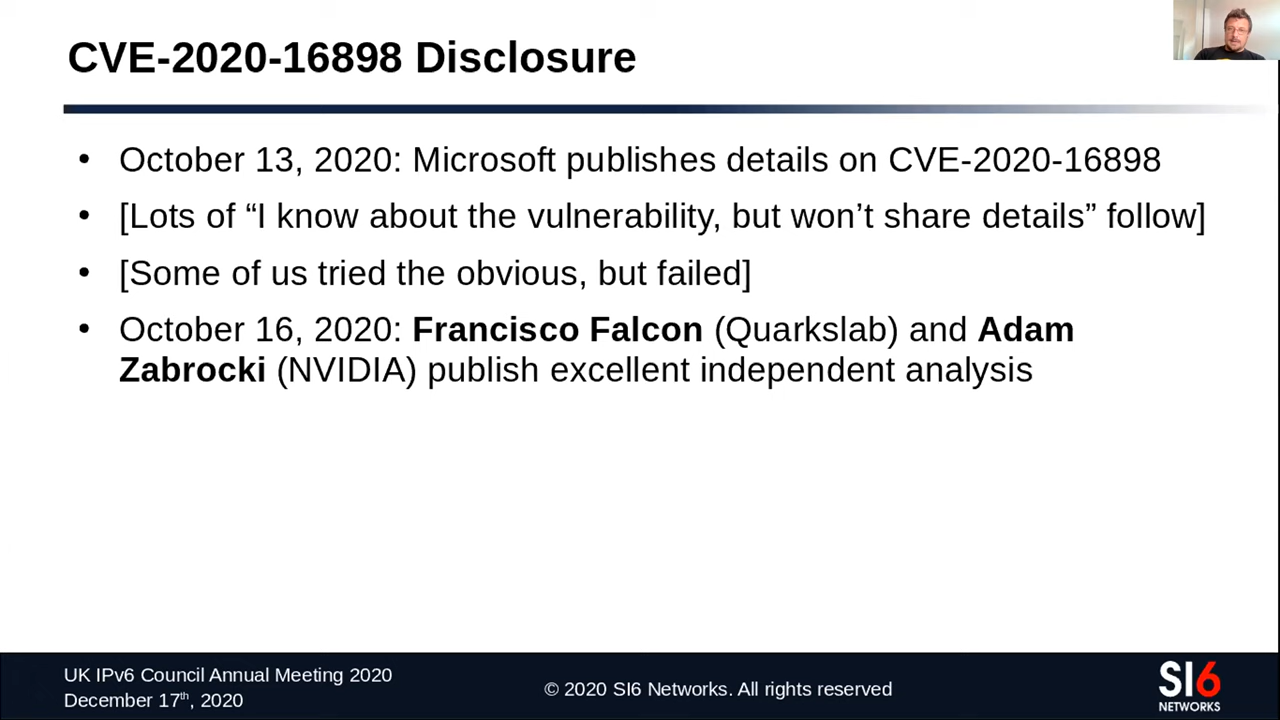 CVE-2020-16898 Disclosure
• October 13, 2020: Microsoft publishes details on CVE-2020-16898
• [Lots of “I know about the vulnerability, but won’t share details” follow]
• [Some of us tried the obvious, but failed]
• October 16, 2020: Francisco Falcon (Quarkslab) and Adam
Zabrocki (NVIDIA) publish excellent independent analysis
UK IPv6 Council Annual Meeting 2020
December 17th, 2020
© 2020 SI6 Networks. All rights reserved
SI6
NETWORKS